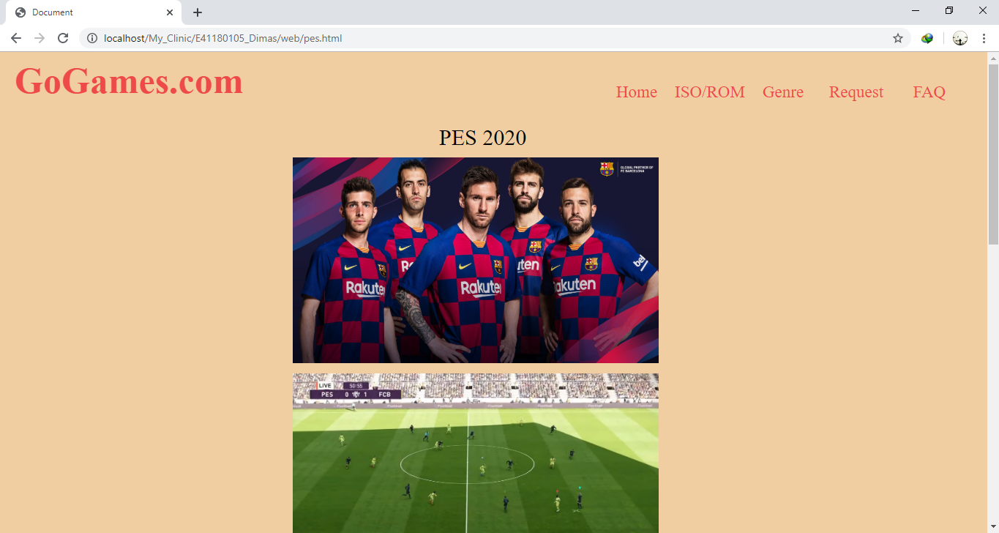 Document
localhost/My_Clinic/E41180105_Dimas/web/pes.html
GoGames.com
Home ISO/ROM Genre Request FAQ
PES 2020
GLOBAL PARTNER OF
FC BARCELONA
Rakuten
Rakuten
Rakuten
beko
LIVE 50:55
PES 0 1 FCB